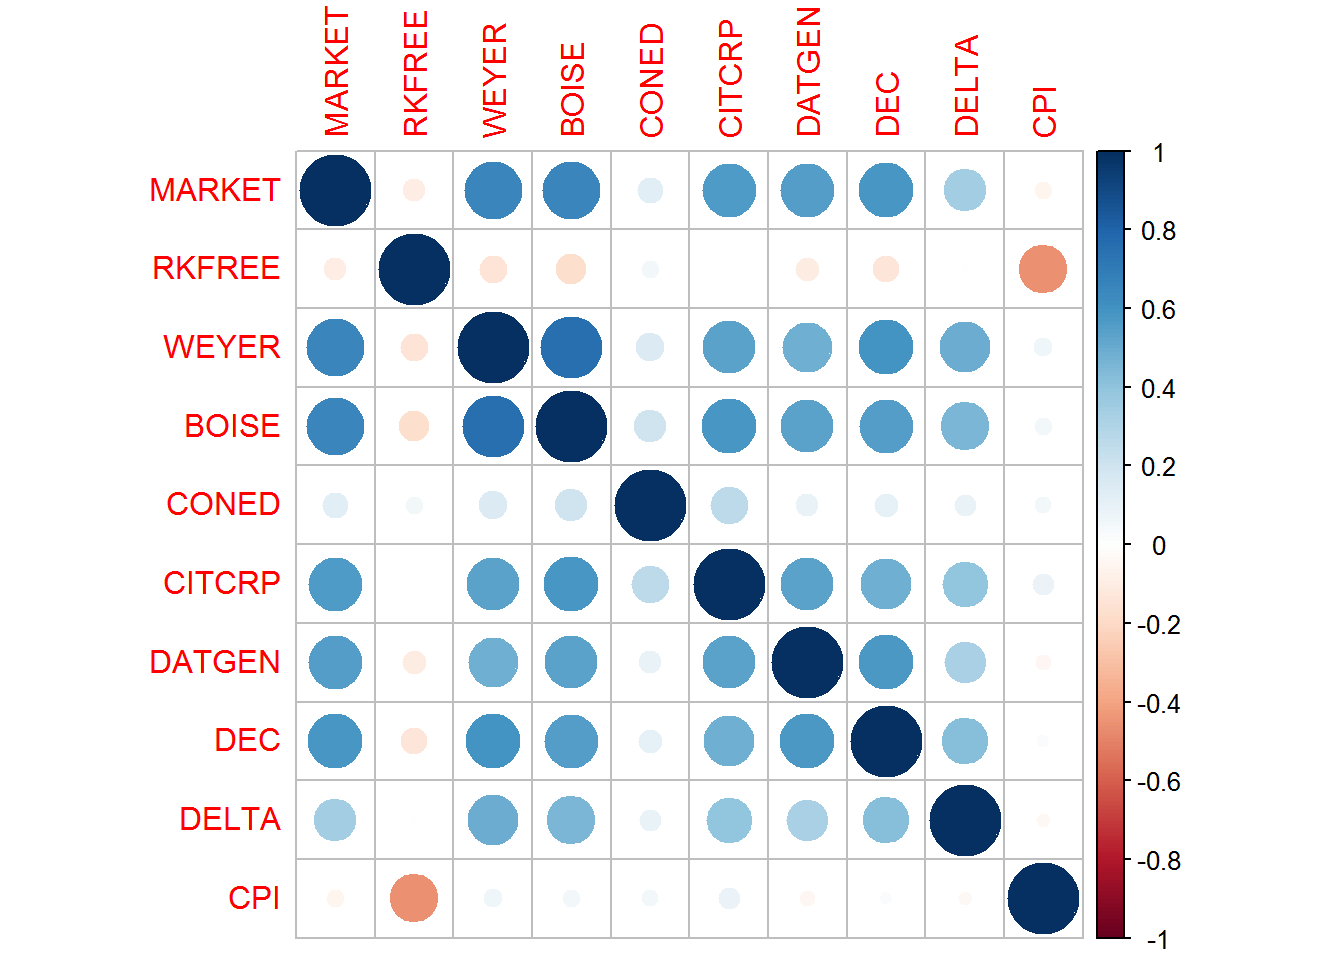 MARKET
RKFREE
WEYER
BOISE
CONED
CITCRP
DATGEN
DEC
DELTA
CPI
MARKET
RKFREE
WEYER
BOISE
CONED
CITCRP
DATGEN
DEC
DELTA
CPI
1
0.8
0.6
0.4
0.2
0
-0.2
-0.4
-0.6
-0.8
-1